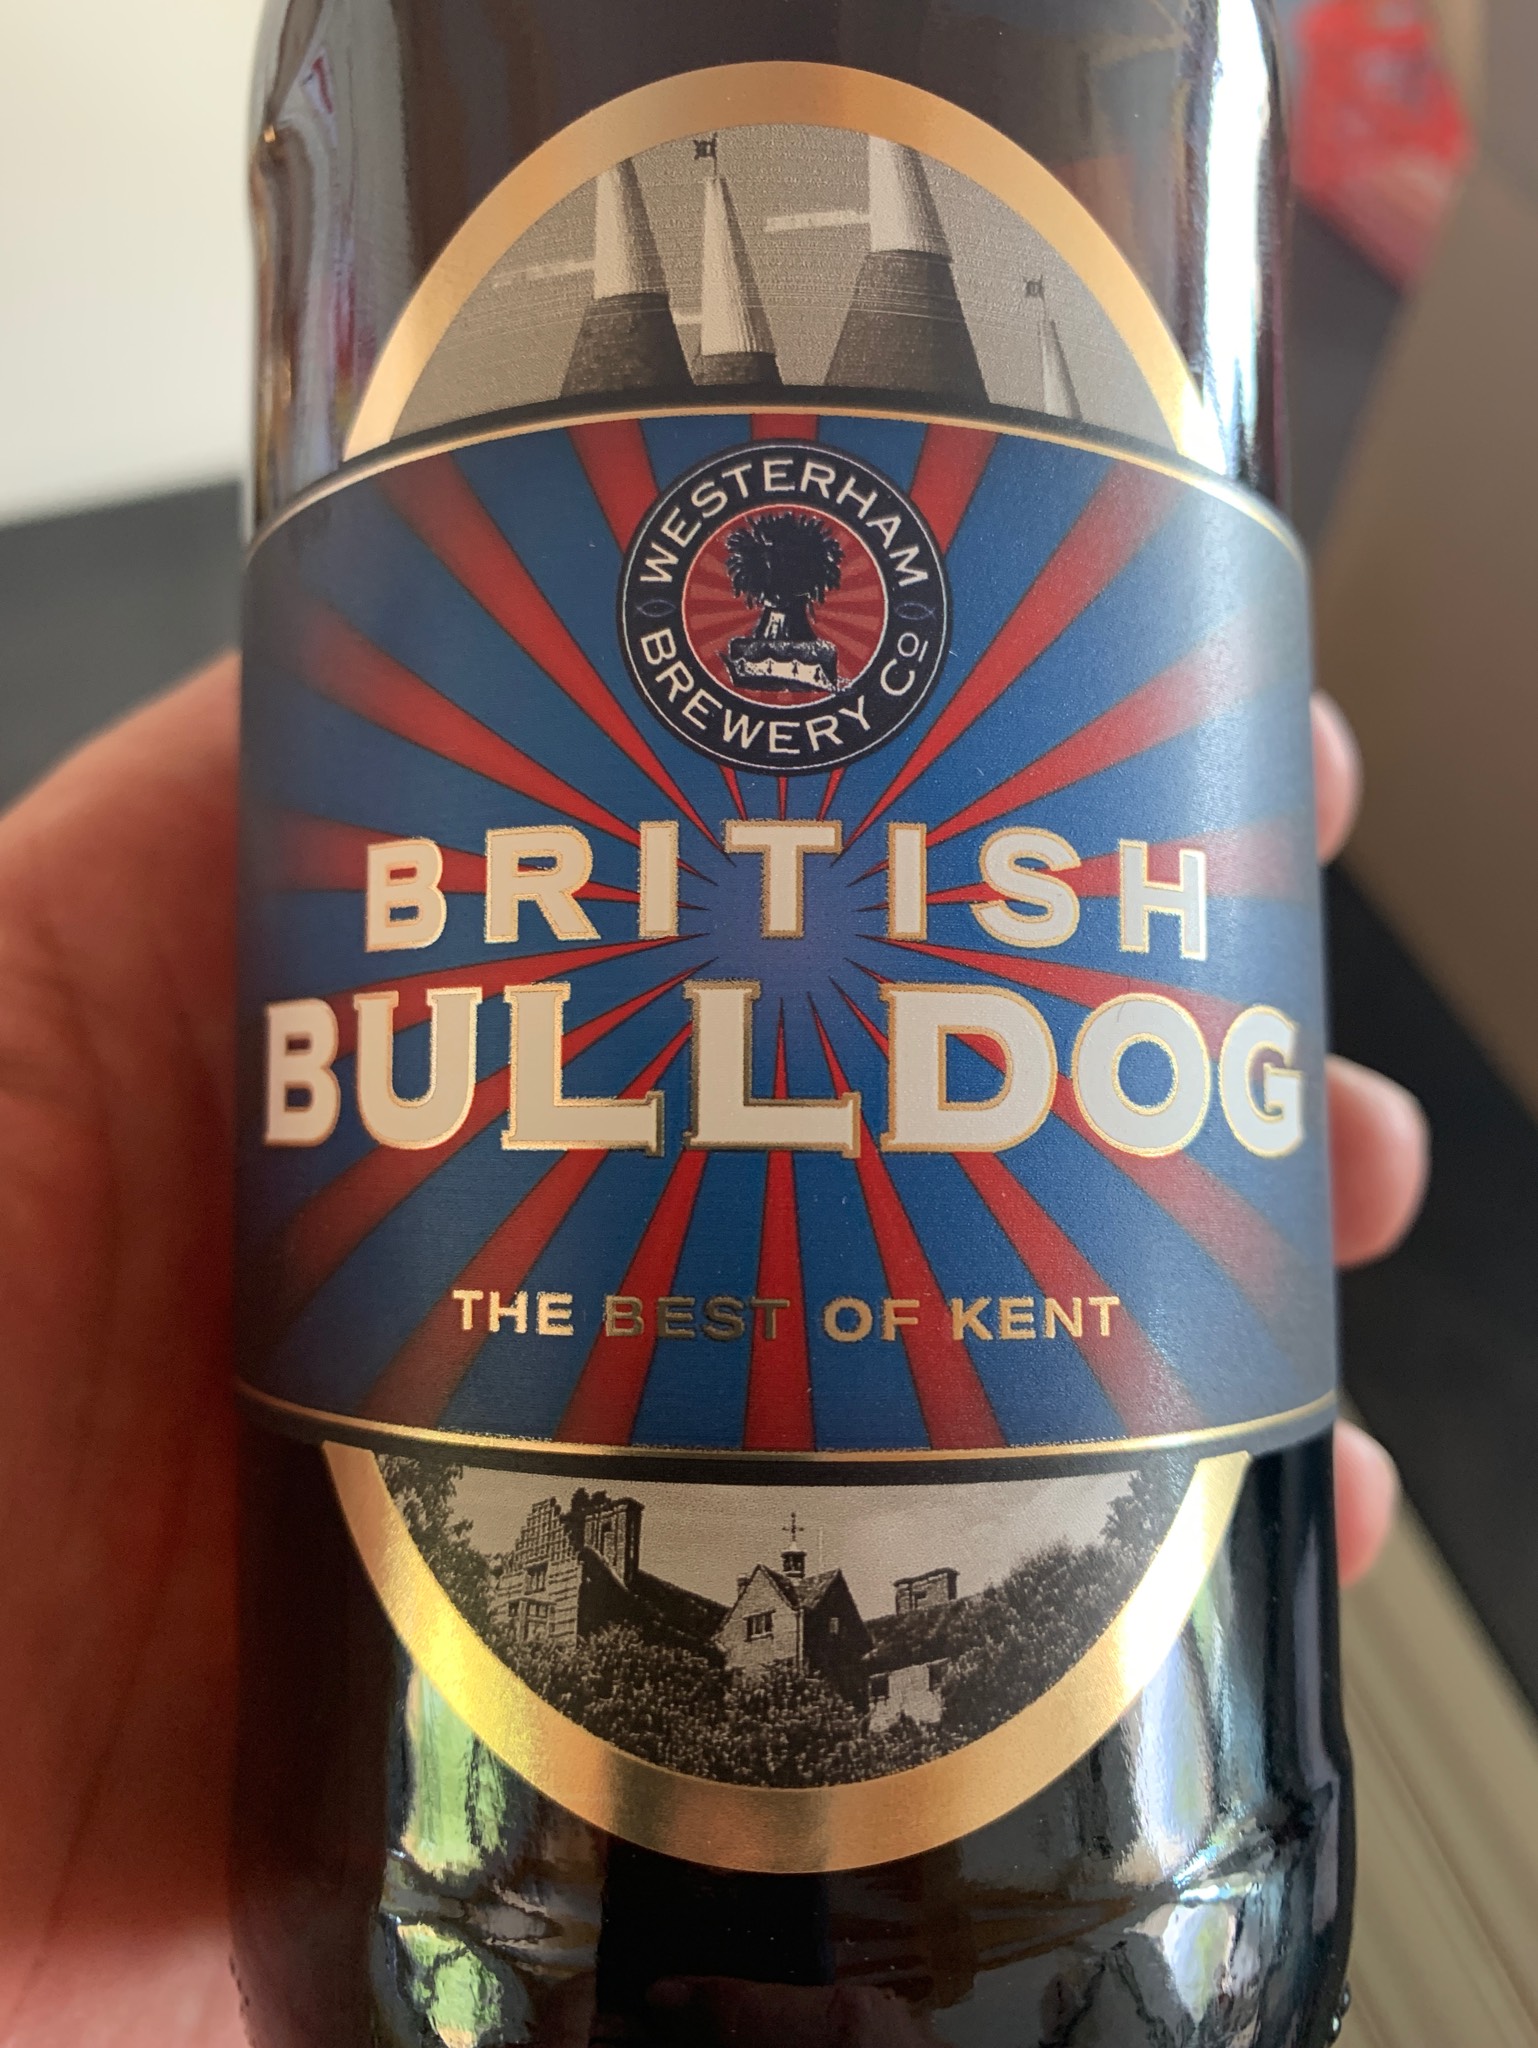 WESTERHAM
BREWERY Cº
BRITISH
BULLDOG
THE BEST OF KENT